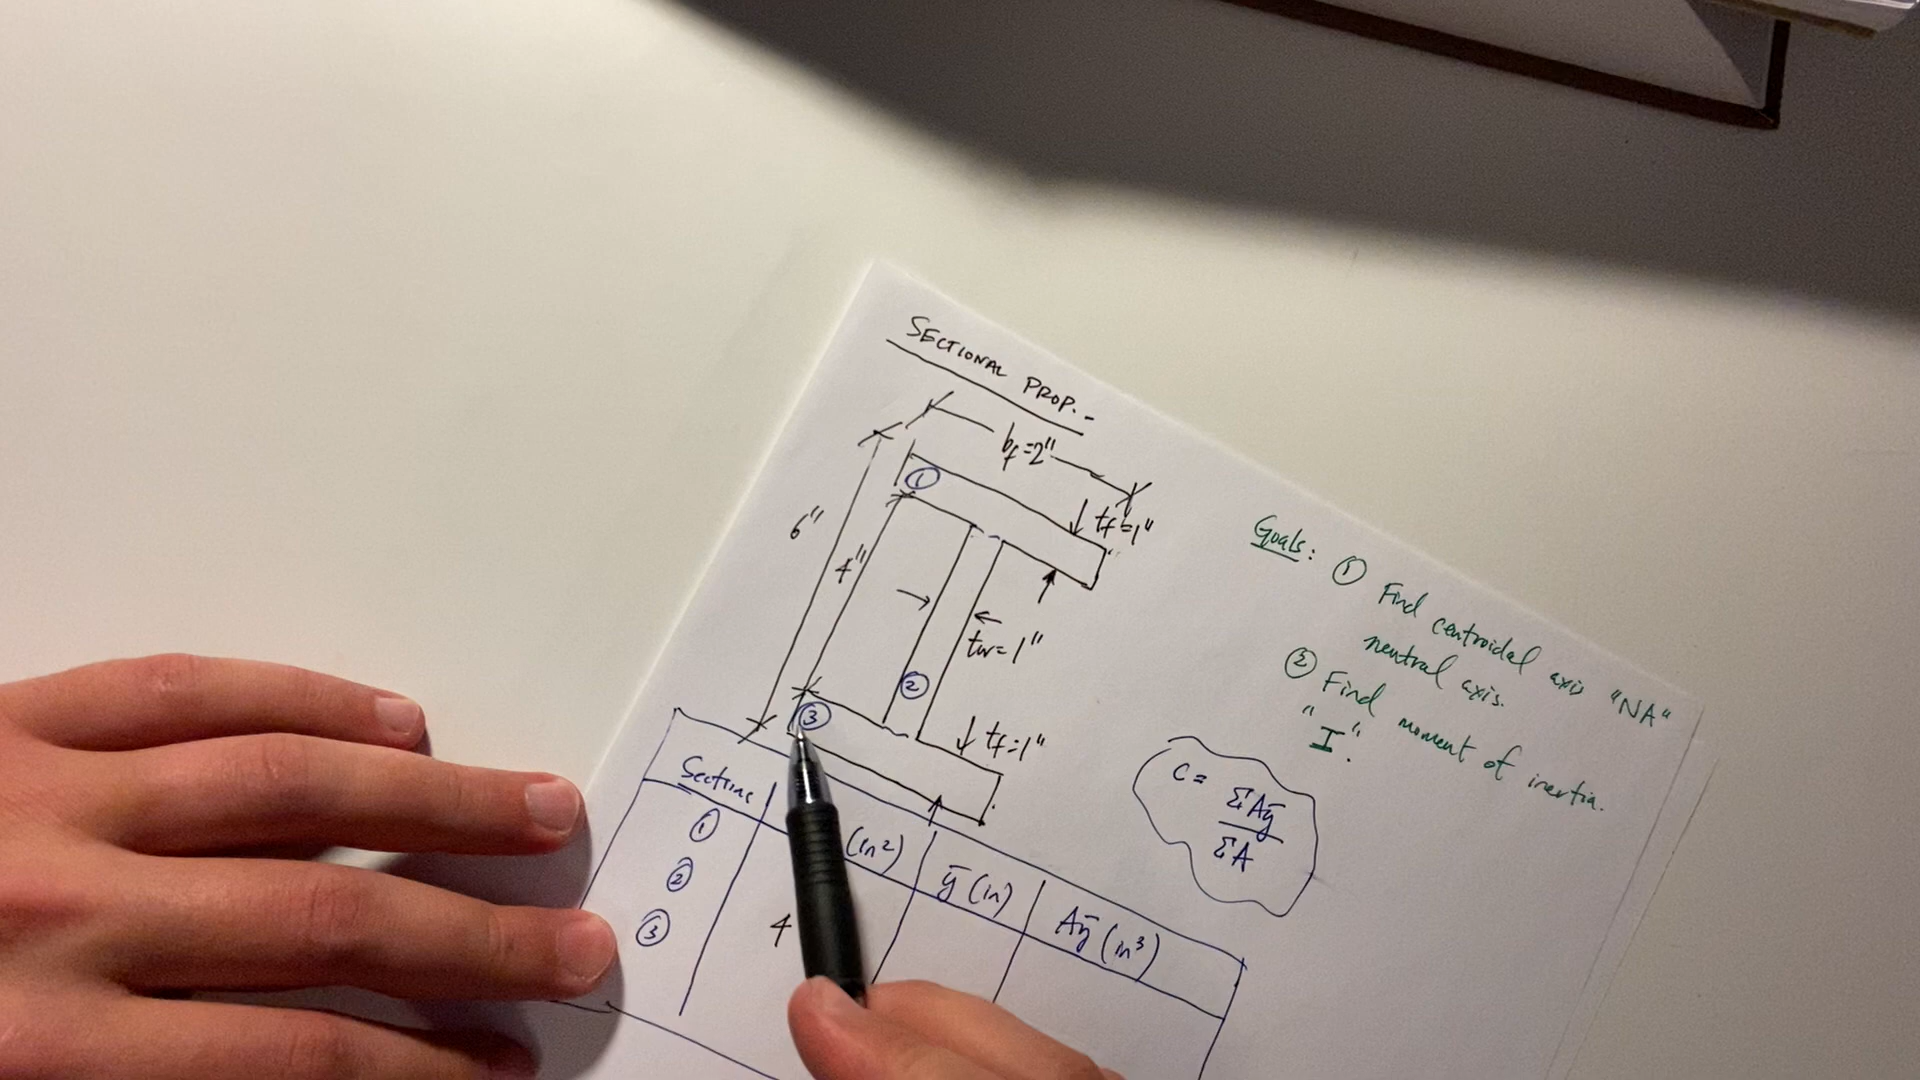 SECTIONAL PROP.-
bf=2"
①
tf=1"
6"
4"
tw=1"
②
③
tf=1"
Goals: ① Find centroidal axis "NA"
neutral axis.
② Find moment of inertia.
"I".
C= ΣAȳ
ΣA
Sections
(in²)
ȳ (in)
Aȳ (in³)
①
②
③
4